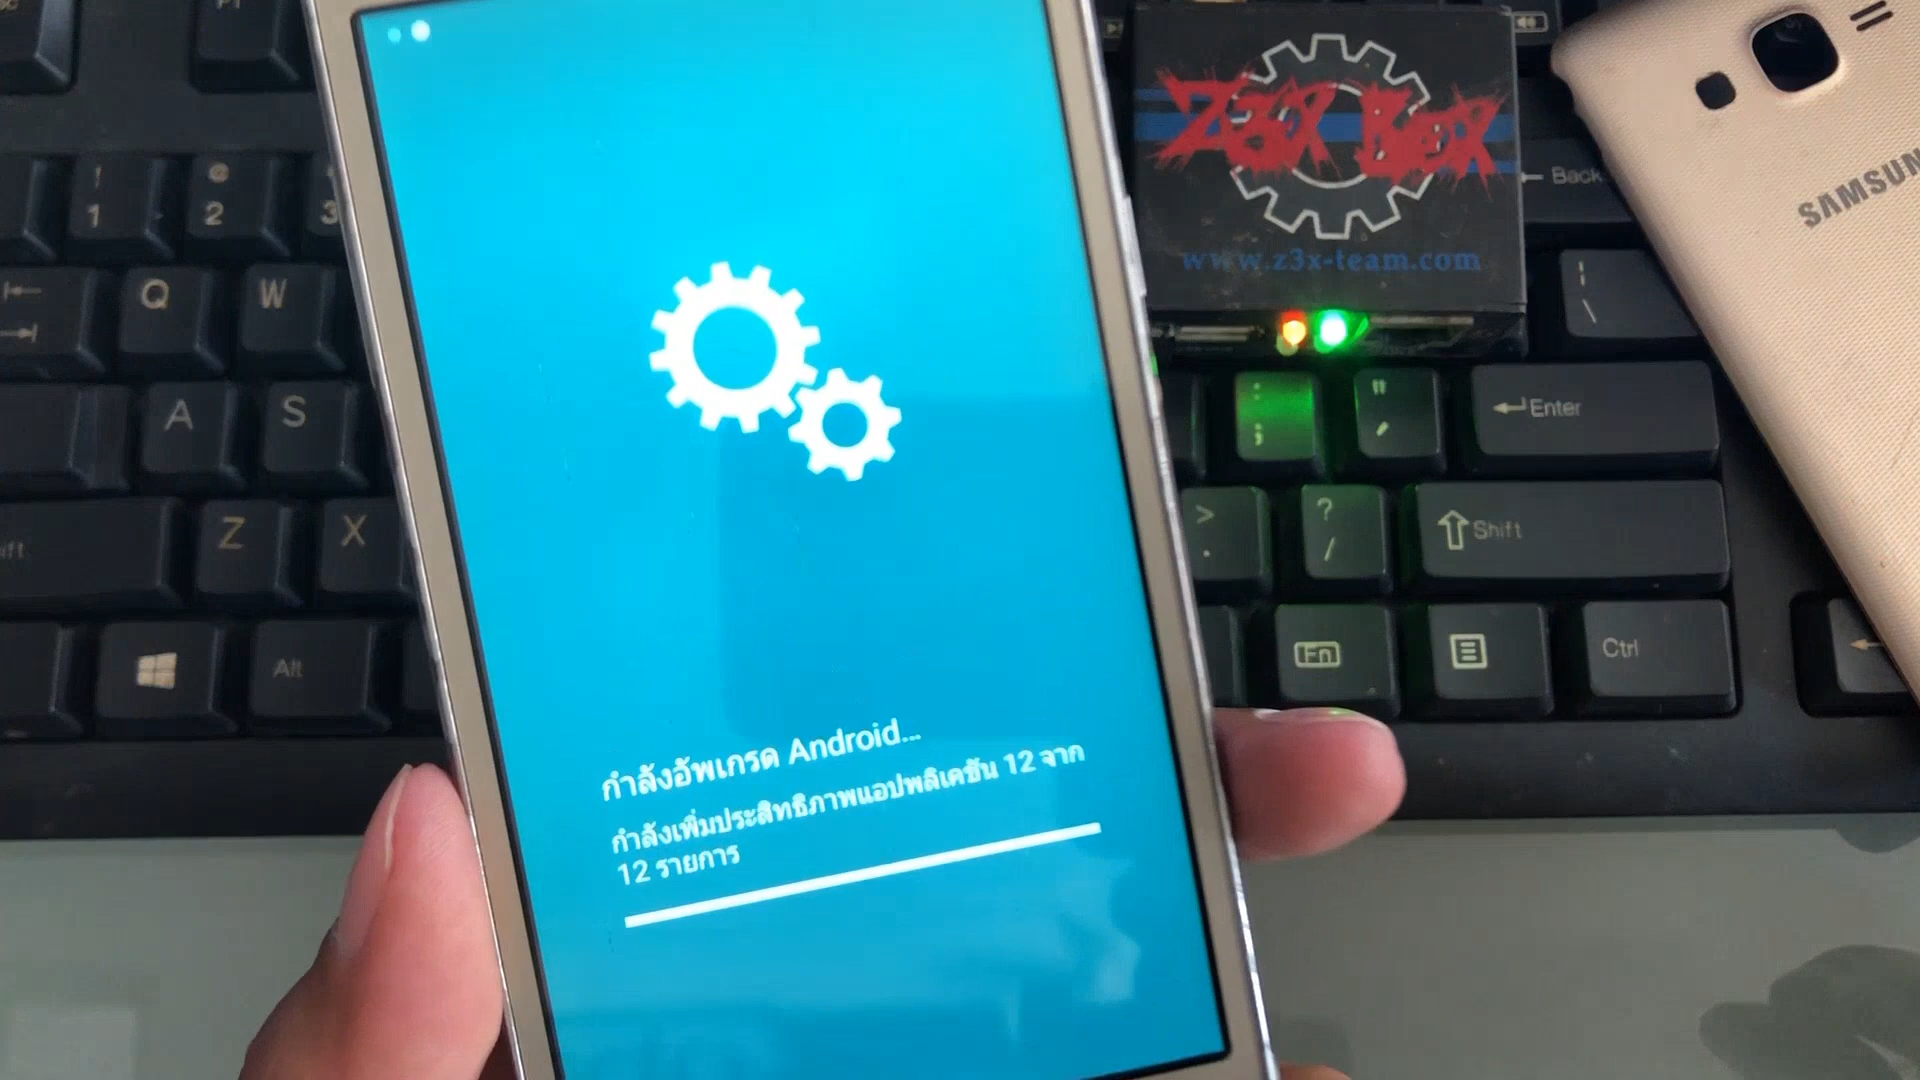 กำลังอัพเกรด Android...
กำลังเพิ่มประสิทธิภาพแอปพลิเคชัน 12 จาก
12 รายการ
Z3X Box
www.z3x-team.com
SAMSUN
! 1
@ 2
3
Q
W
A
S
Z
X
Alt
← Back
| \
: ;
" '
Enter
> .
? /
Shift
Fn
Ctrl